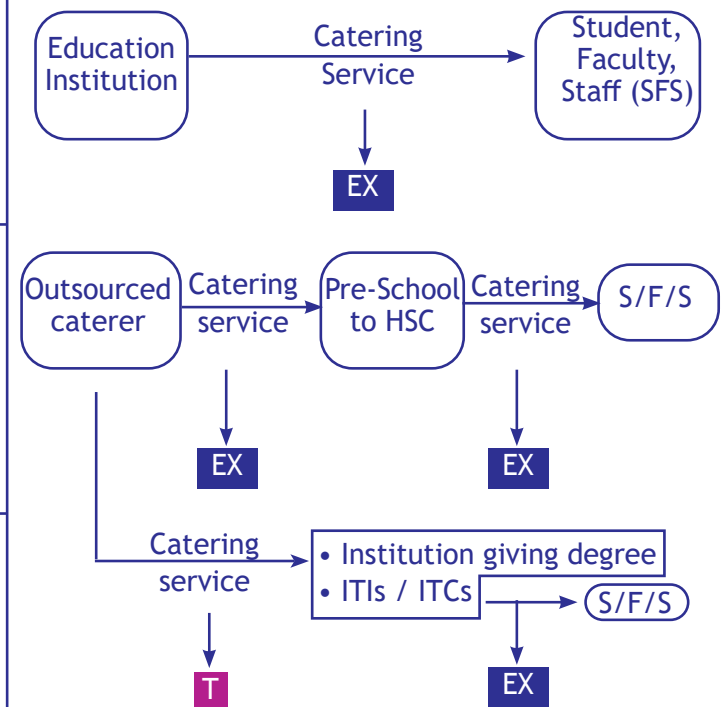 Education
Institution
Catering
Service
Student,
Faculty,
Staff (SFS)
EX
Outsourced
caterer
Catering
service
Pre-School
to HSC
Catering
service
S/F/S
EX
EX
Catering
service
• Institution giving degree
• ITIs / ITCs
S/F/S
T
EX